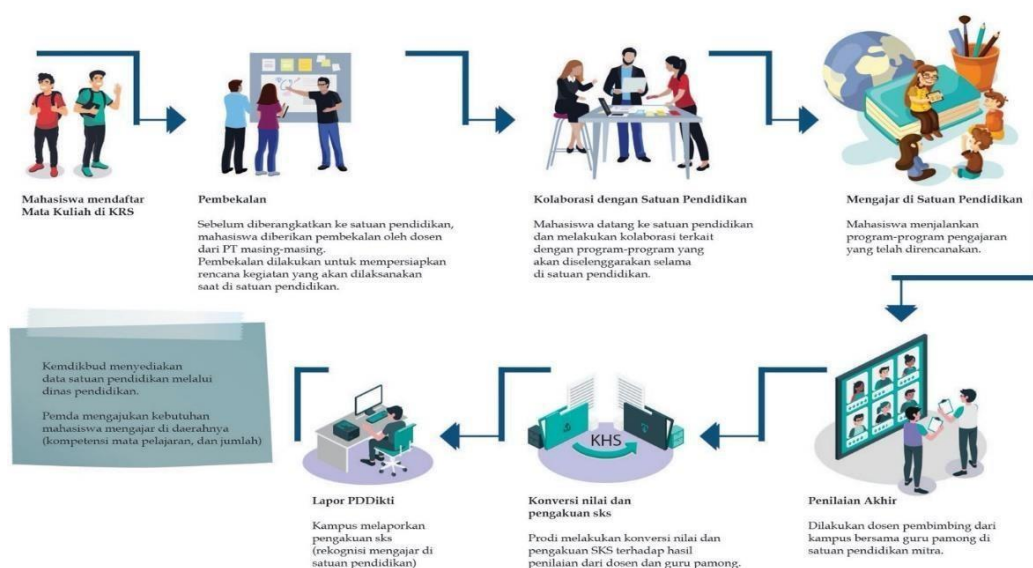 Mahasiswa mendaftar
Mata Kuliah di KRS
Pembekalan
Sebelum diberangkatkan ke satuan pendidikan,
mahasiswa diberikan pembekalan oleh dosen
dari PT masing-masing.
Pembekalan dilakukan untuk mempersiapkan
rencana kegiatan yang akan dilaksanakan
saat di satuan pendidikan.
Kolaborasi dengan Satuan Pendidikan
Mahasiswa datang ke satuan pendidikan
dan melakukan kolaborasi terkait
dengan program-program yang
akan diselenggarakan selama
di satuan pendidikan.
Mengajar di Satuan Pendidikan
Mahasiswa menjalankan
program-program pengajaran
yang telah direncanakan.
Penilaian Akhir
Dilakukan dosen pembimbing dari
kampus bersama guru pamong di
satuan pendidikan mitra.
KHS
Konversi nilai dan
pengakuan sks
Prodi melakukan konversi nilai dan
pengakuan SKS terhadap hasil
penilaian dari dosen dan guru pamong.
Lapor PDDikti
Kampus melaporkan
pengakuan sks
(rekognisi mengajar di
satuan pendidikan)
Kemdikbud menyediakan
data satuan pendidikan melalui
dinas pendidikan.
Pemda mengajukan kebutuhan
mahasiswa mengajar di daerahnya
(kompetensi mata pelajaran, dan jumlah)